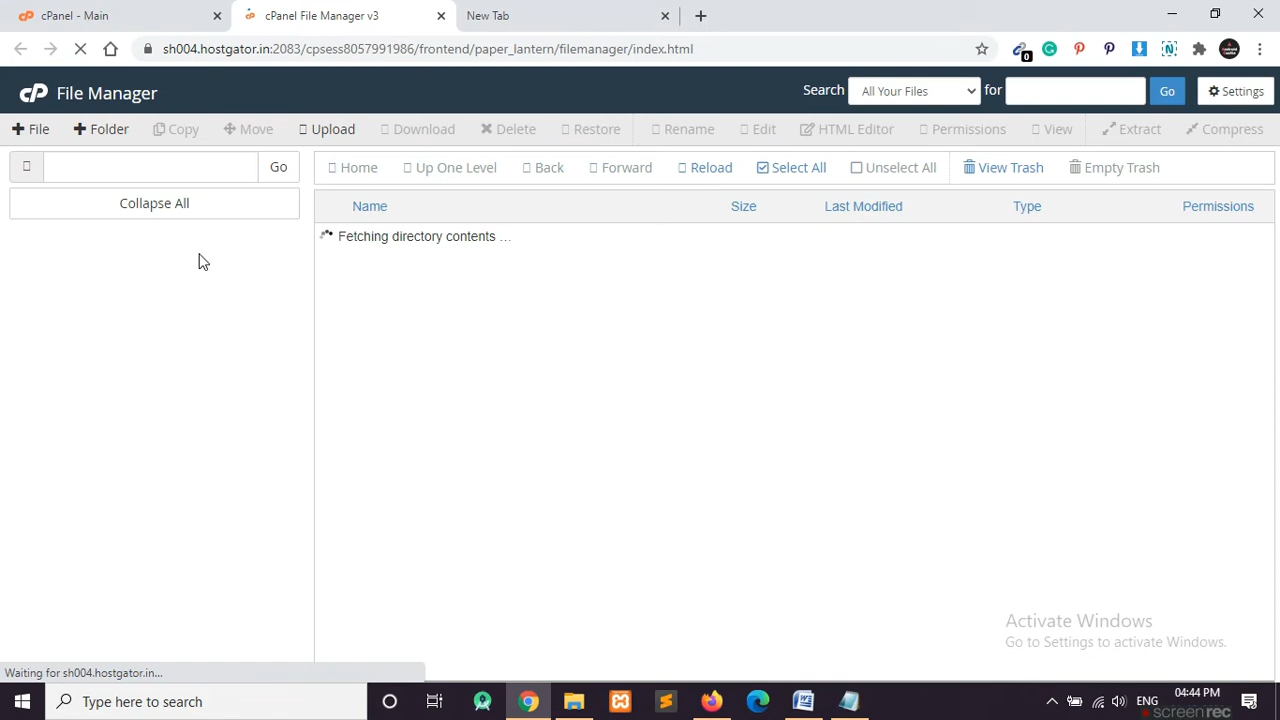 cPanel - Main
cPanel File Manager v3
New Tab
sh004.hostgator.in:2083/cpsess8057991986/frontend/paper_lantern/filemanager/index.html
0
cP File Manager
Search All Your Files for Go Settings
File Folder Copy Move Upload Download Delete Restore Rename Edit HTML Editor Permissions View Extract Compress
Go
Home Up One Level Back Forward Reload Select All Unselect All View Trash Empty Trash
Collapse All
Name Size Last Modified Type Permissions
Fetching directory contents ...
Activate Windows
Go to Settings to activate Windows.
Waiting for sh004.hostgator.in...
Type here to search
ENG
04:44 PM
screenrec